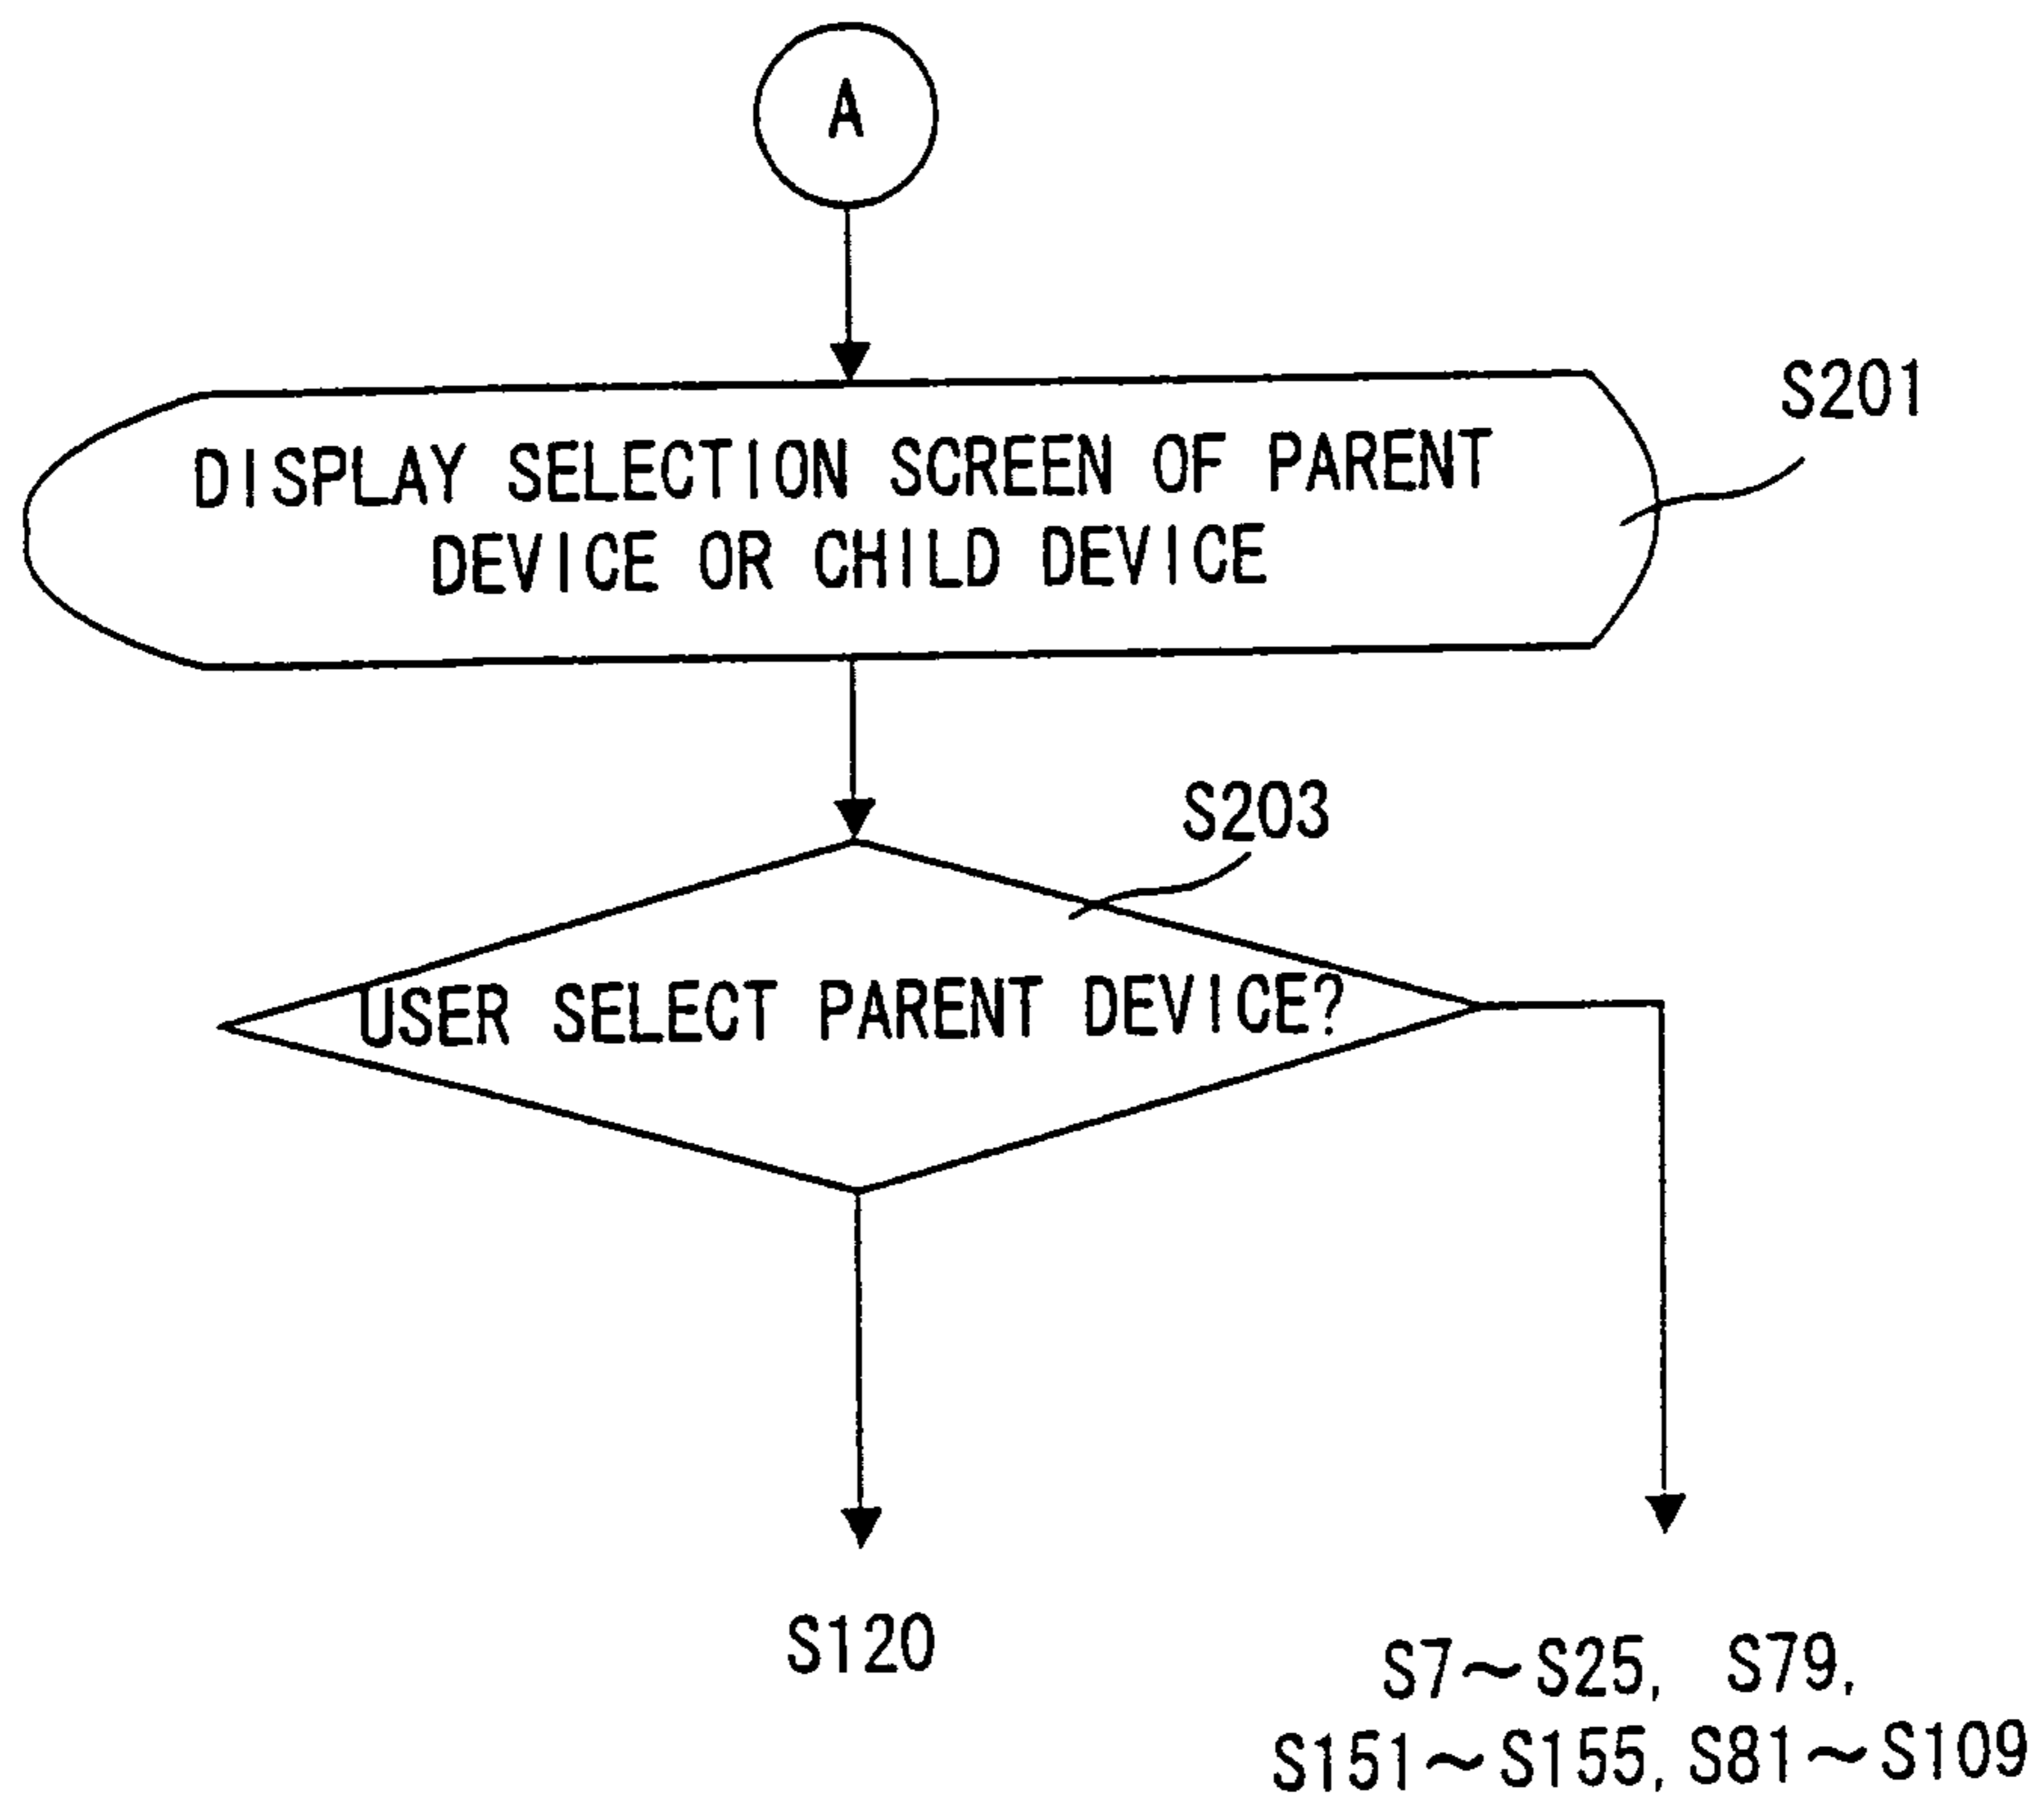 A
S201
DISPLAY SELECTION SCREEN OF PARENT
DEVICE OR CHILD DEVICE
S203
USER SELECT PARENT DEVICE?
S120
S7～S25, S79,
S151～S155, S81～S109